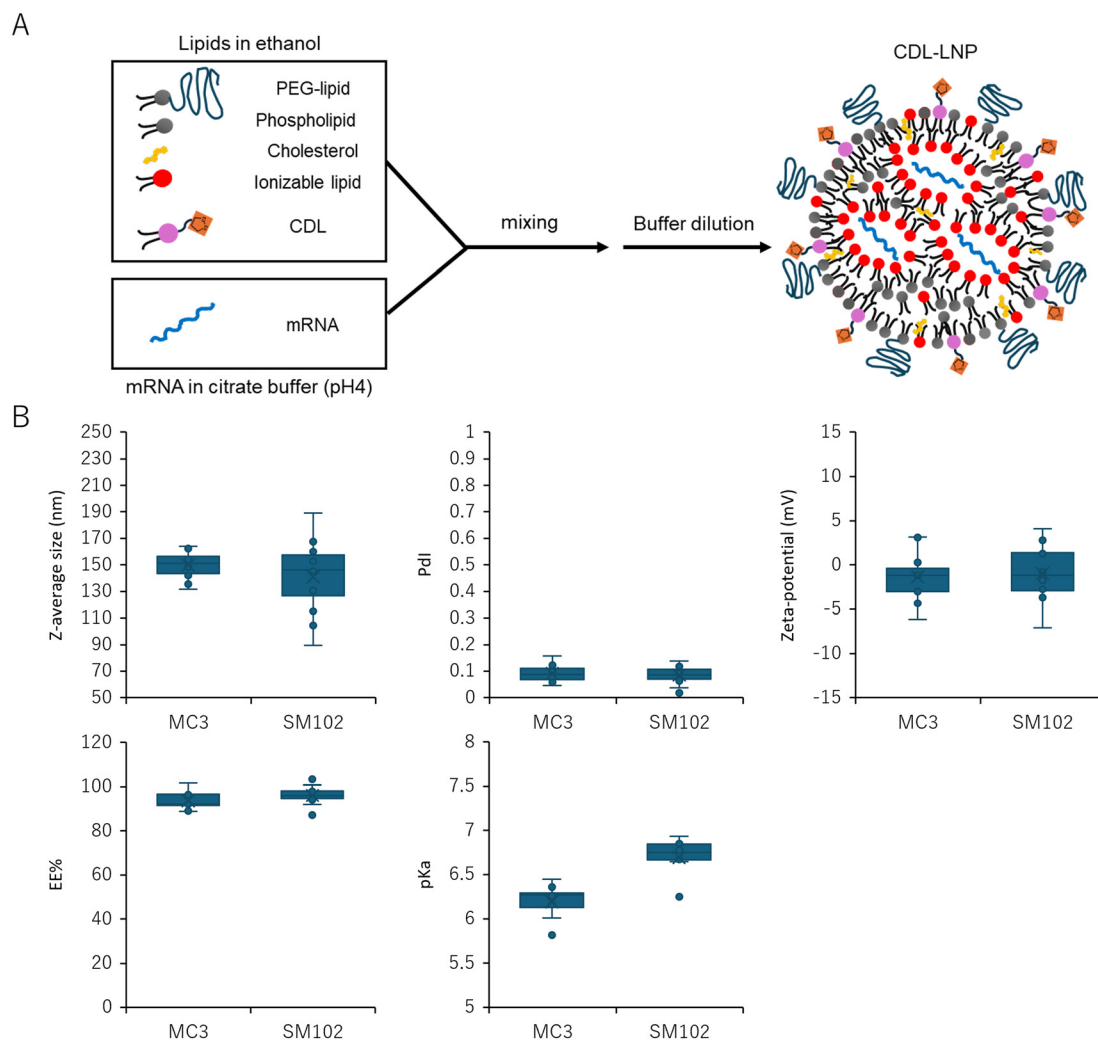 A
Lipids in ethanol
PEG-lipid
Phospholipid
Cholesterol
Ionizable lipid
CDL
mRNA
mRNA in citrate buffer (pH4)
mixing
Buffer dilution
CDL-LNP
B
Z-average size (nm)
250
230
210
190
170
150
130
110
90
70
50
MC3
SM102
PdI
1
0.9
0.8
0.7
0.6
0.5
0.4
0.3
0.2
0.1
0
MC3
SM102
Zeta-potential (mV)
15
10
5
0
-5
-10
-15
MC3
SM102
EE%
120
100
80
60
40
20
0
MC3
SM102
pKa
8
7.5
7
6.5
6
5.5
5
MC3
SM102